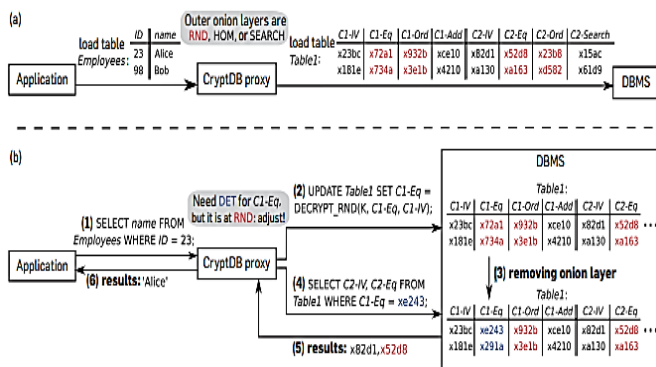 (a)
load table
Employees:
ID name
23 Alice
98 Bob
Outer onion layers are
RND, HOM, or SEARCH
load table
Table1:
C1-IV C1-Eq C1-Ord C1-Add C2-IV C2-Eq C2-Ord C2-Search
x23bc x72a1 x932b xce10 x82d1 x52d8 x23b8 x15ac
x181e x734a x3e1b x4210 xa130 xa163 xd582 x61d9
Application
CryptDB proxy
DBMS
(b)
DBMS
Need DET for C1-Eq,
but it is at RND: adjust!
(2) UPDATE Table1 SET C1-Eq =
DECRYPT_RND(K, C1-Eq, C1-IV);
Table1:
C1-IV C1-Eq C1-Ord C1-Add C2-IV C2-Eq
x23bc x72a1 x932b xce10 x82d1 x52d8 ...
x181e x734a x3e1b x4210 xa130 xa163
(1) SELECT name FROM
Employees WHERE ID = 23;
Application
CryptDB proxy
(6) results: 'Alice'
(3) removing onion layer
(4) SELECT C2-IV, C2-Eq FROM
Table1 WHERE C1-Eq = xe243;
Table1:
C1-IV C1-Eq C1-Ord C1-Add C2-IV C2-Eq
x23bc xe243 x932b xce10 x82d1 x52d8 ...
x181e x291a x3e1b x4210 xa130 xa163
(5) results: x82d1,x52d8